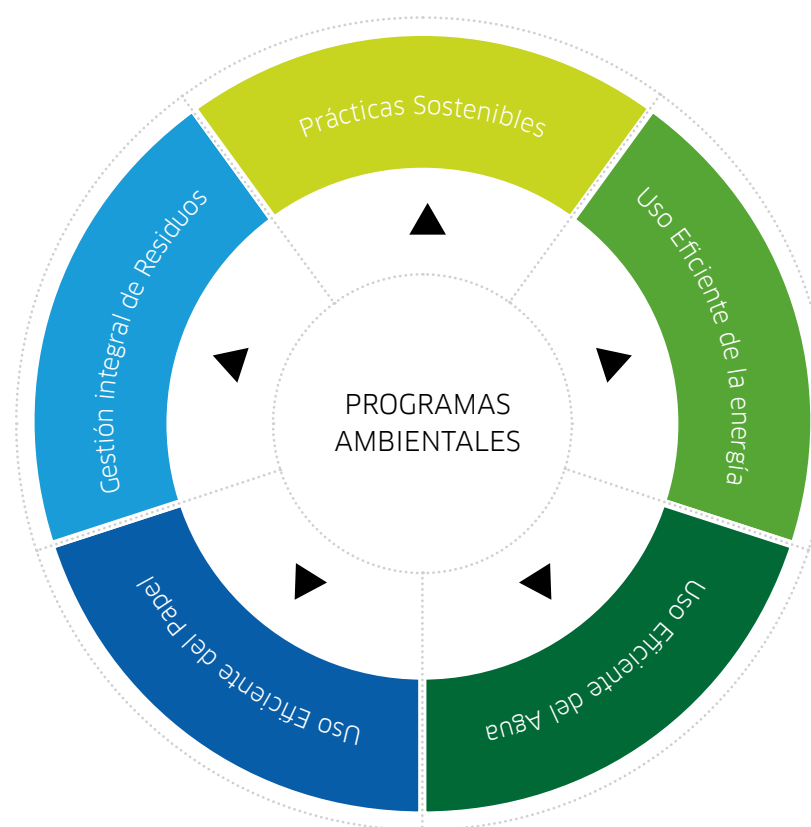 Prácticas Sostenibles
Uso Eficiente de la energía
Uso Eficiente del Agua
Uso Eficiente del Papel
Gestión integral de Residuos
PROGRAMAS
AMBIENTALES